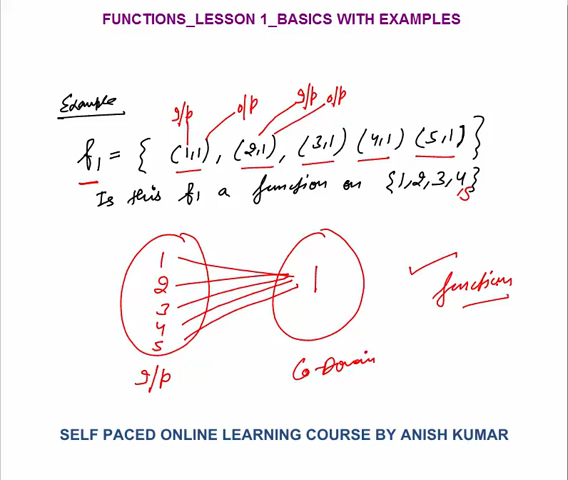 FUNCTIONS_LESSON 1_BASICS WITH EXAMPLES
Example
I/P O/P I/P O/P
f₁ = { (1,1), (2,1), (3,1) (4,1) (5,1) }
Is this f₁ a function on {1,2,3,4}
,5
1
2
3
4
5
1
function
I/P
Co-Domain
SELF PACED ONLINE LEARNING COURSE BY ANISH KUMAR